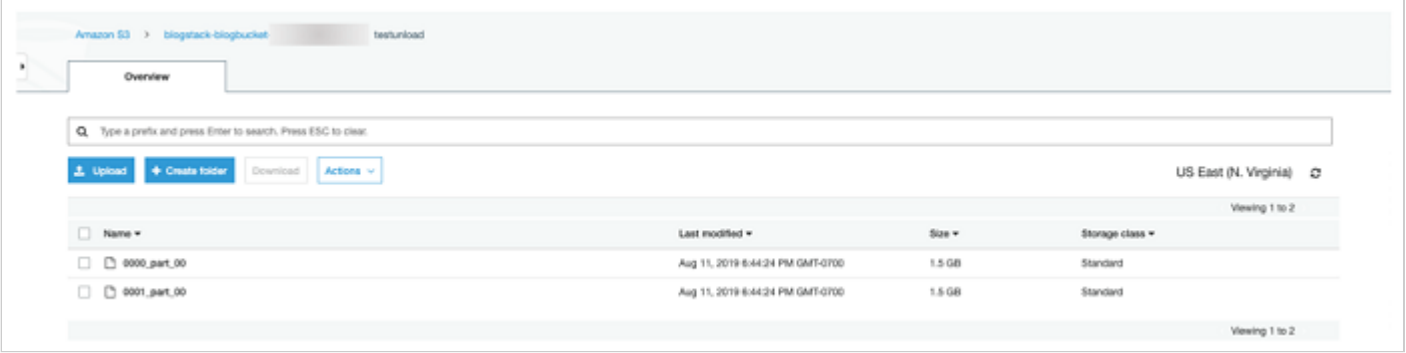 Amazon S3 > blogstack-blogbucket- testunload
Overview
Type a prefix and press Enter to search. Press ESC to clear.
Upload + Create folder Download Actions
US East (N. Virginia)
Viewing 1 to 2
Name Last modified Size Storage class
0000_part_00 Aug 11, 2019 6:44:24 PM GMT-0700 1.5 GB Standard
0001_part_00 Aug 11, 2019 6:44:24 PM GMT-0700 1.5 GB Standard
Viewing 1 to 2